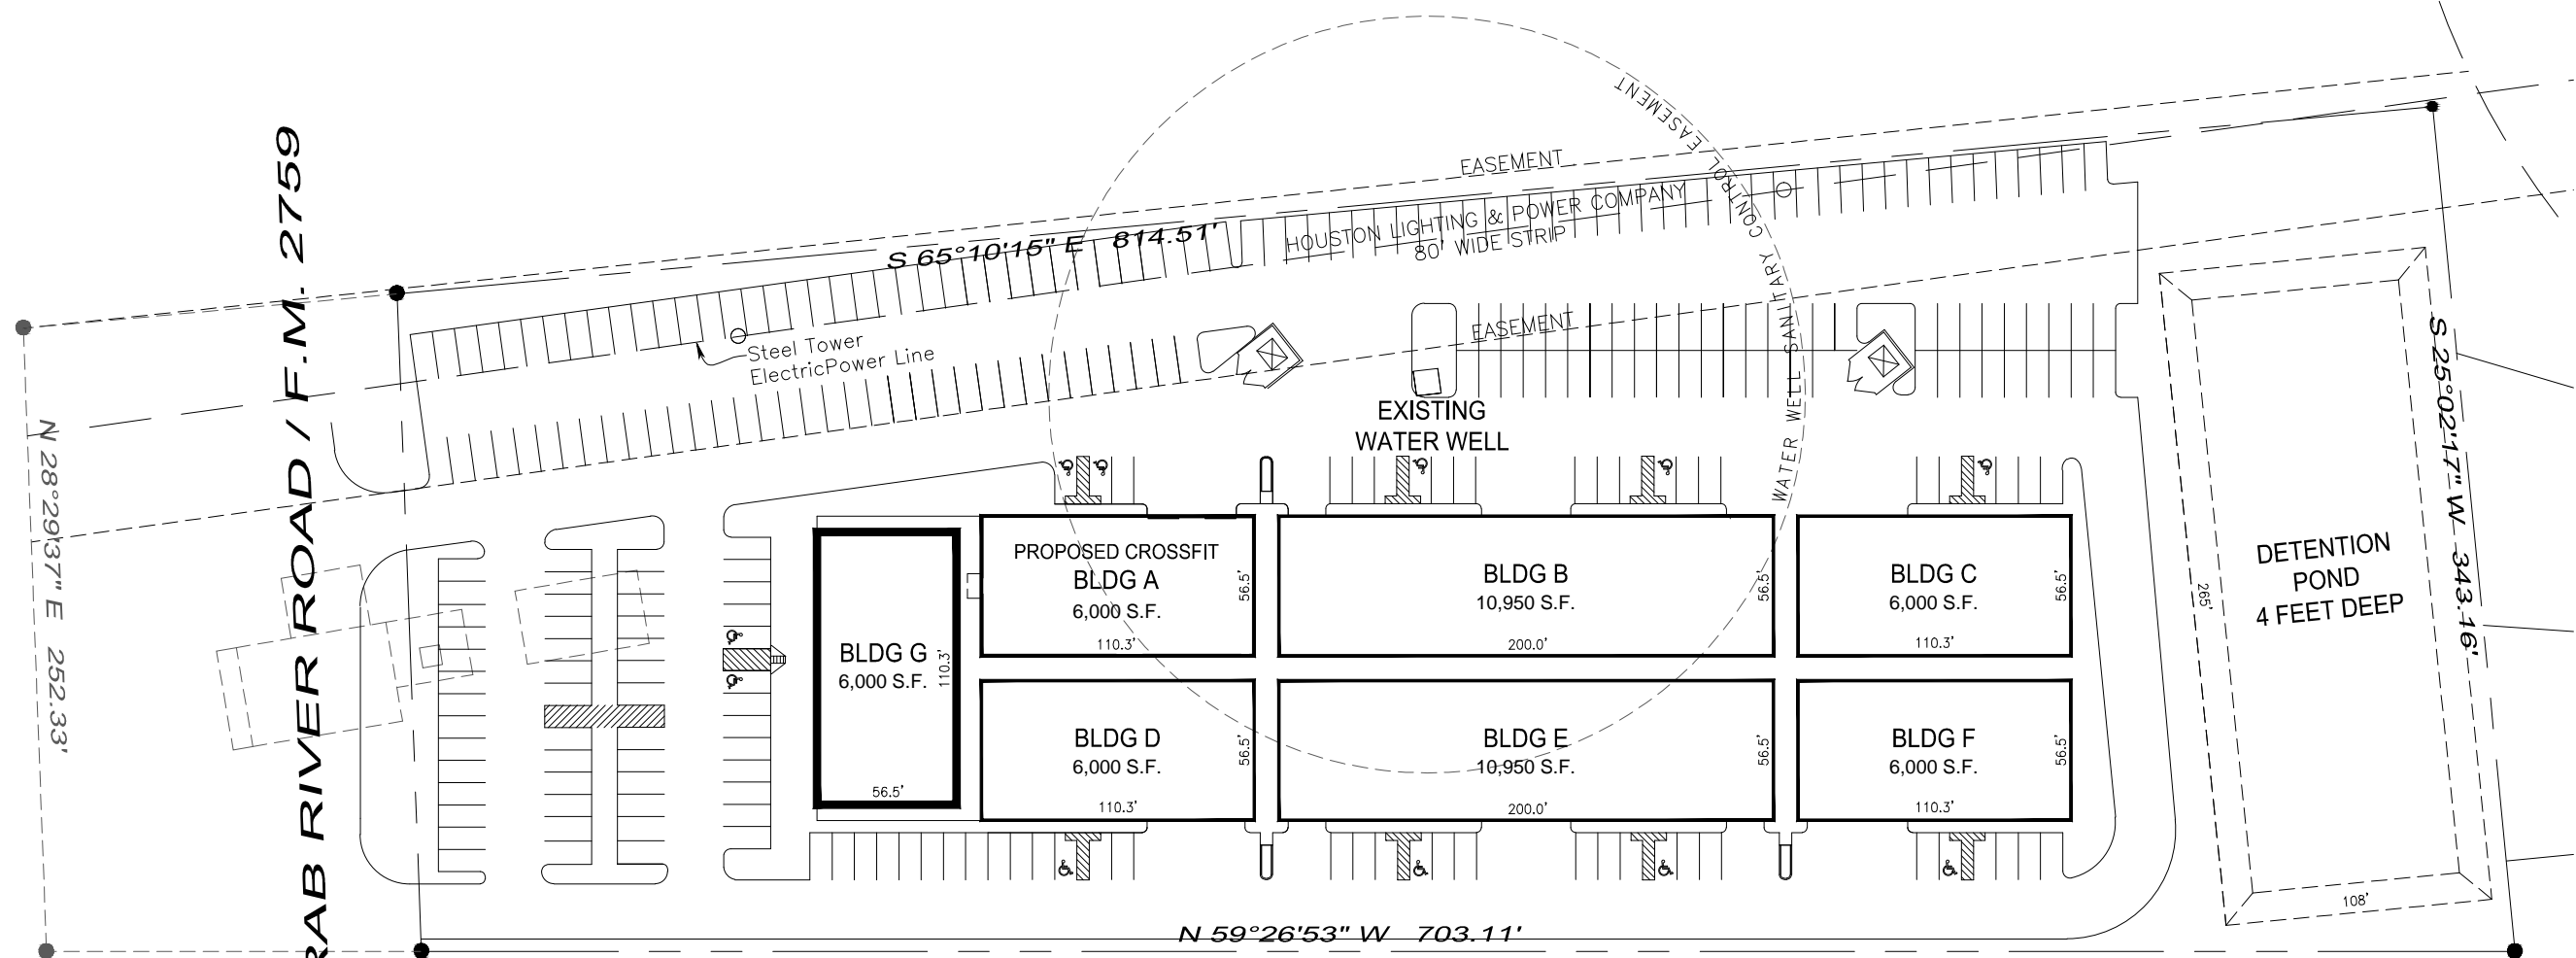 WATER WELL SANITARY CONTROL EASEMENT
EASEMENT
HOUSTON LIGHTING & POWER COMPANY
80' WIDE STRIP
S 65°10'15" E 814.51'
RAB RIVER ROAD / F.M. 2759
N 28°29'37" E 252.33'
Steel Tower
ElectricPower Line
EASEMENT
EXISTING
WATER WELL
S 25°02'17" W 343.16'
DETENTION
POND
4 FEET DEEP
265'
108'
PROPOSED CROSSFIT
BLDG A
6,000 S.F.
110.3'
56.5'
BLDG B
10,950 S.F.
200.0'
56.5'
BLDG C
6,000 S.F.
110.3'
56.5'
BLDG G
6,000 S.F.
110.3'
56.5'
BLDG D
6,000 S.F.
110.3'
56.5'
BLDG E
10,950 S.F.
200.0'
56.5'
BLDG F
6,000 S.F.
110.3'
56.5'
N 59°26'53" W 703.11'